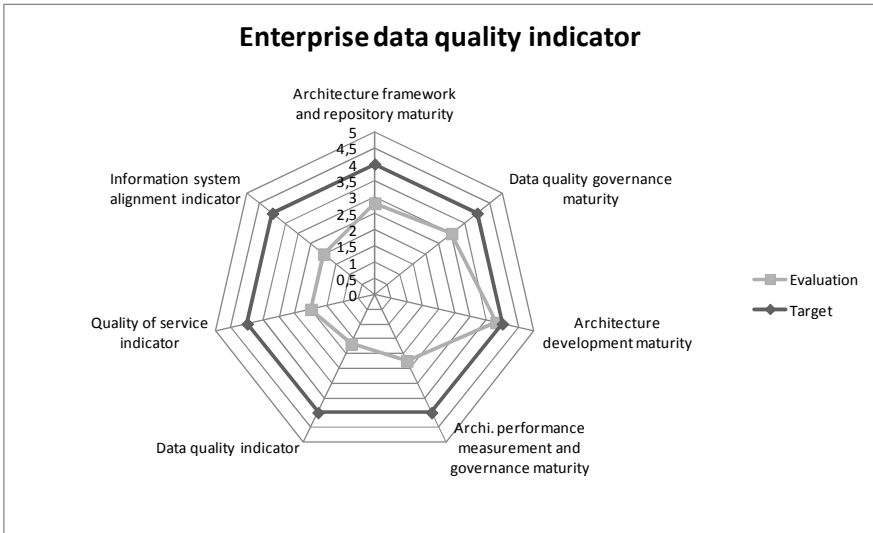 Enterprise data quality indicator
Architecture framework
and repository maturity
5
4,5
4
3,5
3
2,5
2
1,5
1
0,5
0
Data quality governance
maturity
Architecture
development maturity
Archi. performance
measurement and
governance maturity
Data quality indicator
Quality of service
indicator
Information system
alignment indicator
Evaluation
Target